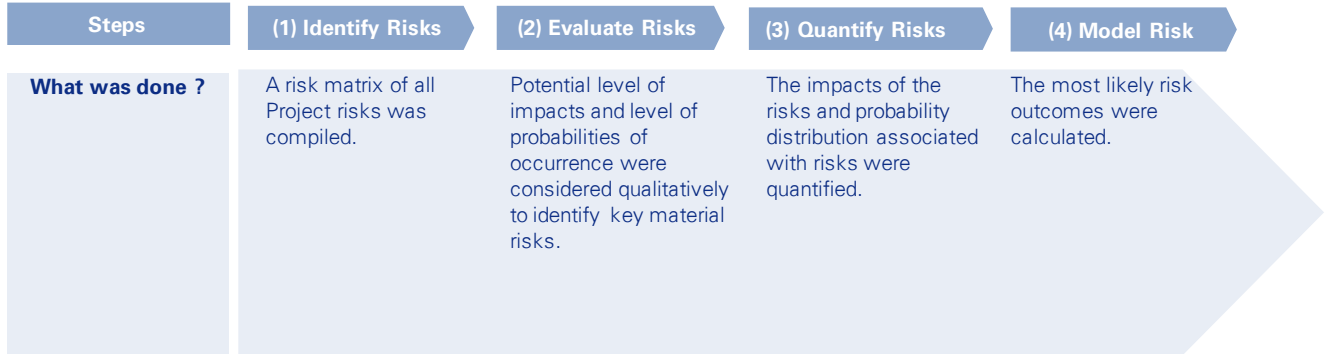 Steps
(1) Identify Risks
(2) Evaluate Risks
(3) Quantify Risks
(4) Model Risk
What was done ?
A risk matrix of all
Project risks was
compiled.
Potential level of
impacts and level of
probabilities of
occurrence were
considered qualitatively
to identify key material
risks.
The impacts of the
risks and probability
distribution associated
with risks were
quantified.
The most likely risk
outcomes were
calculated.